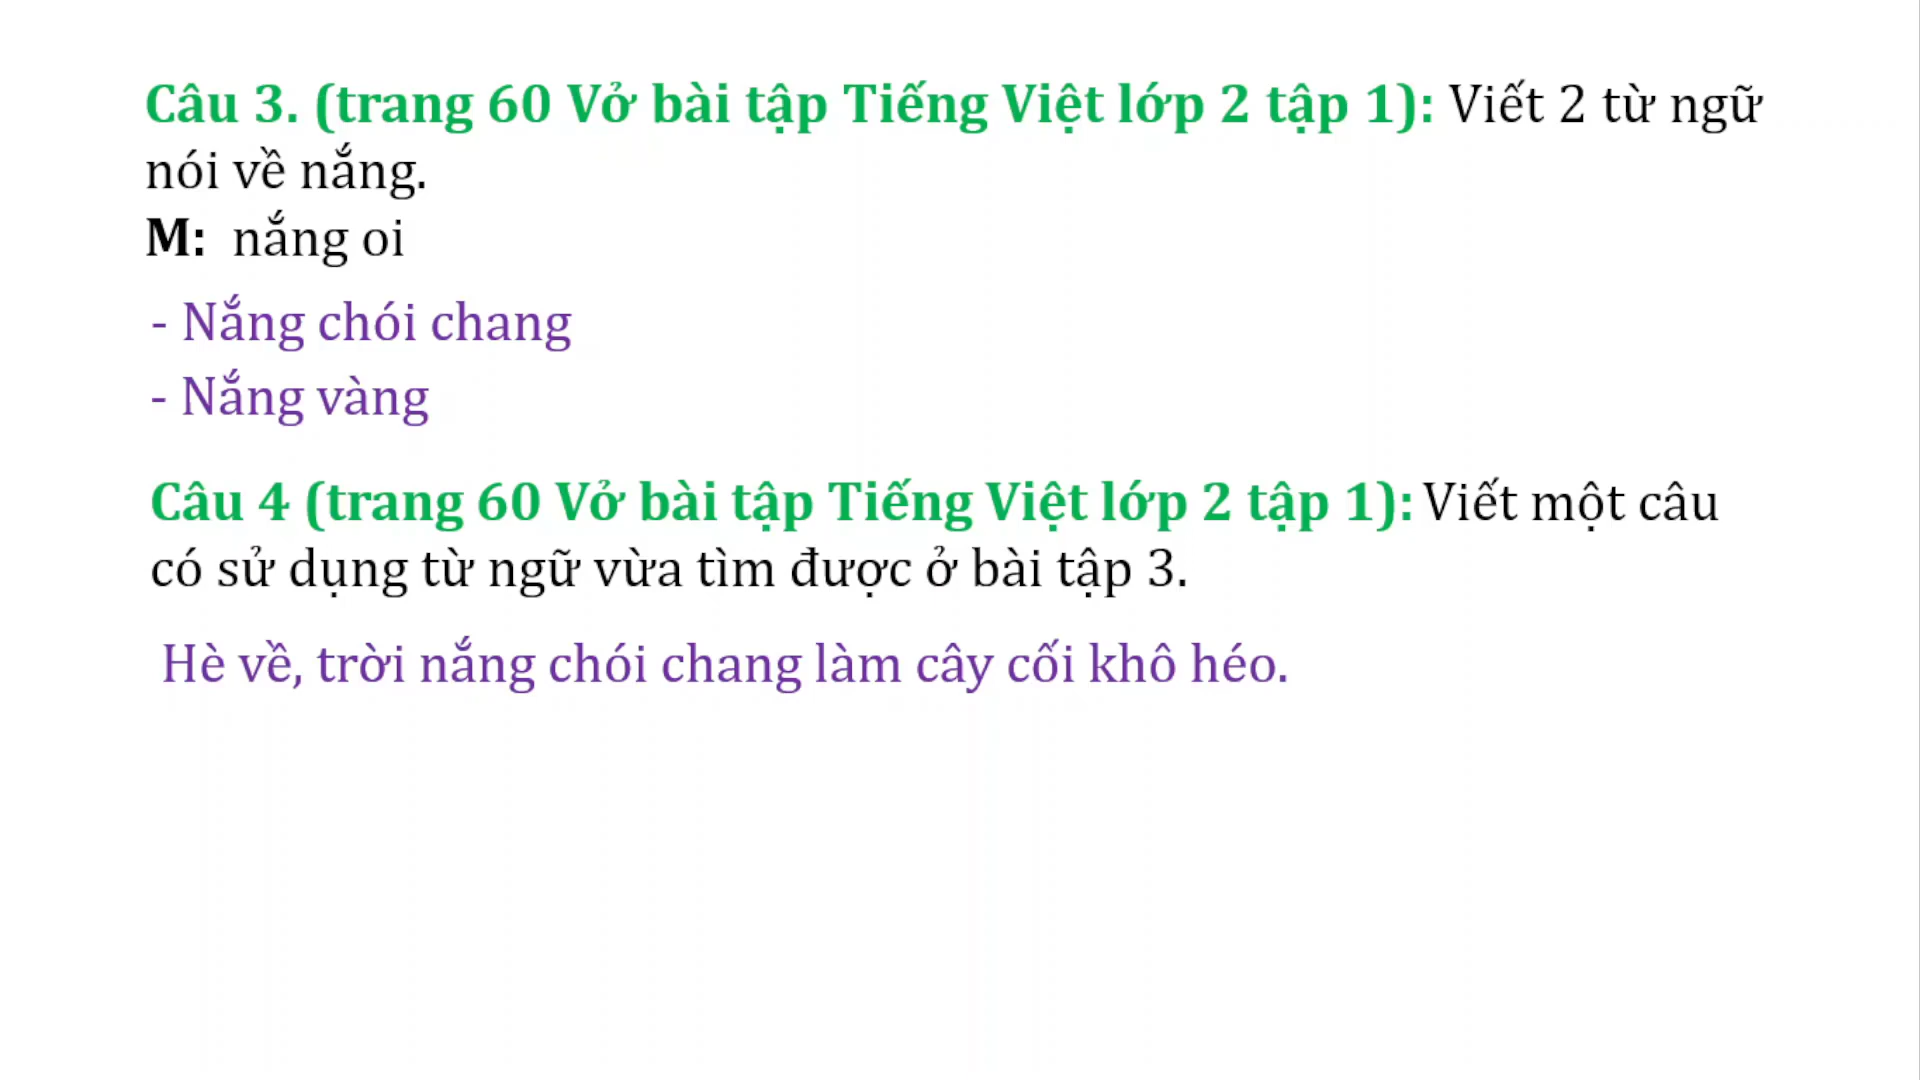 Câu 3. (trang 60 Vở bài tập Tiếng Việt lớp 2 tập 1): Viết 2 từ ngữ
nói về nắng.
M: nắng oi
- Nắng chói chang
- Nắng vàng
Câu 4 (trang 60 Vở bài tập Tiếng Việt lớp 2 tập 1): Viết một câu
có sử dụng từ ngữ vừa tìm được ở bài tập 3.
Hè về, trời nắng chói chang làm cây cối khô héo.